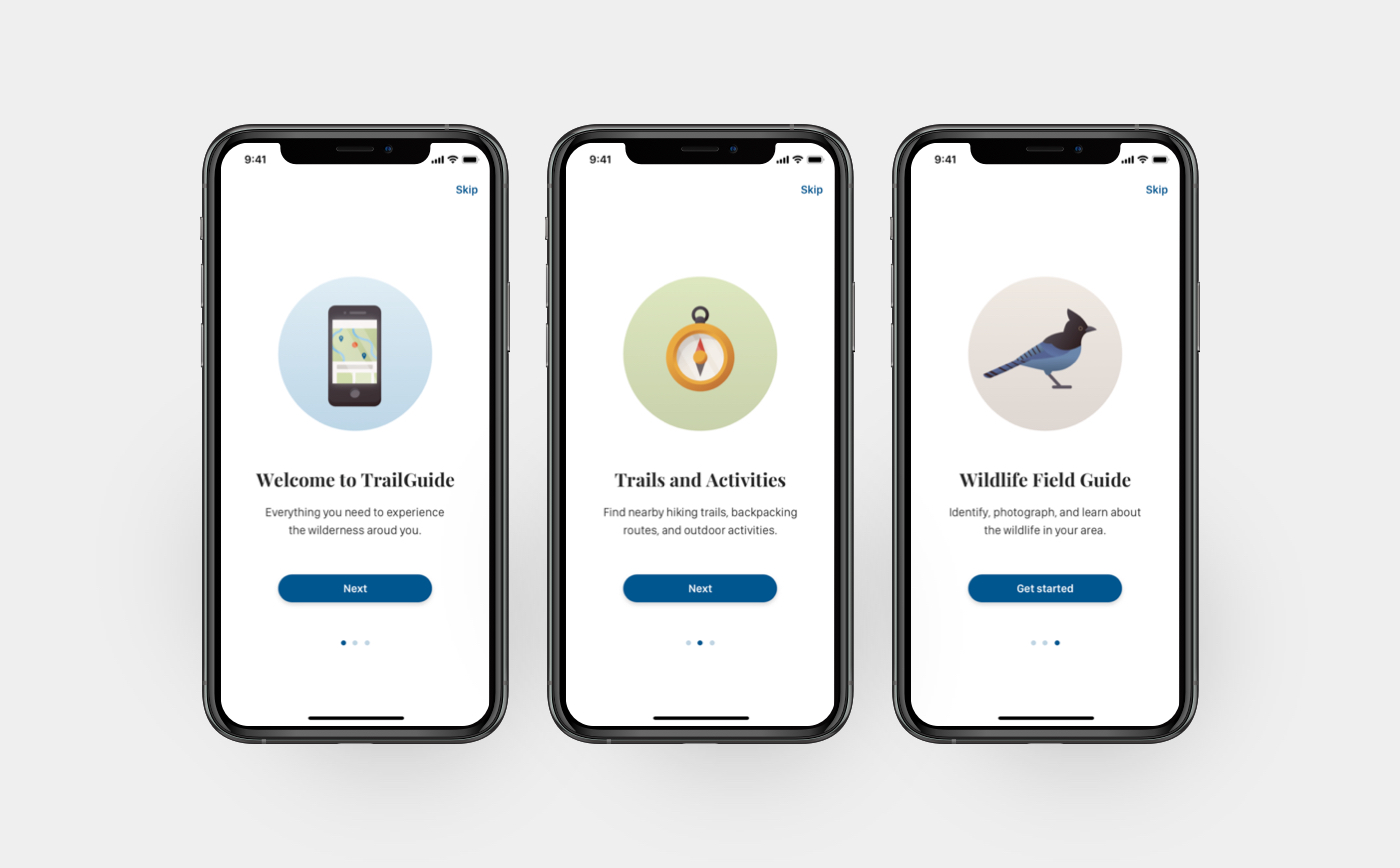 9:41
Skip
Welcome to TrailGuide
Everything you need to experience
the wilderness aroud you.
Next
9:41
Skip
Trails and Activities
Find nearby hiking trails, backpacking
routes, and outdoor activities.
Next
9:41
Skip
Wildlife Field Guide
Identify, photograph, and learn about
the wildlife in your area.
Get started